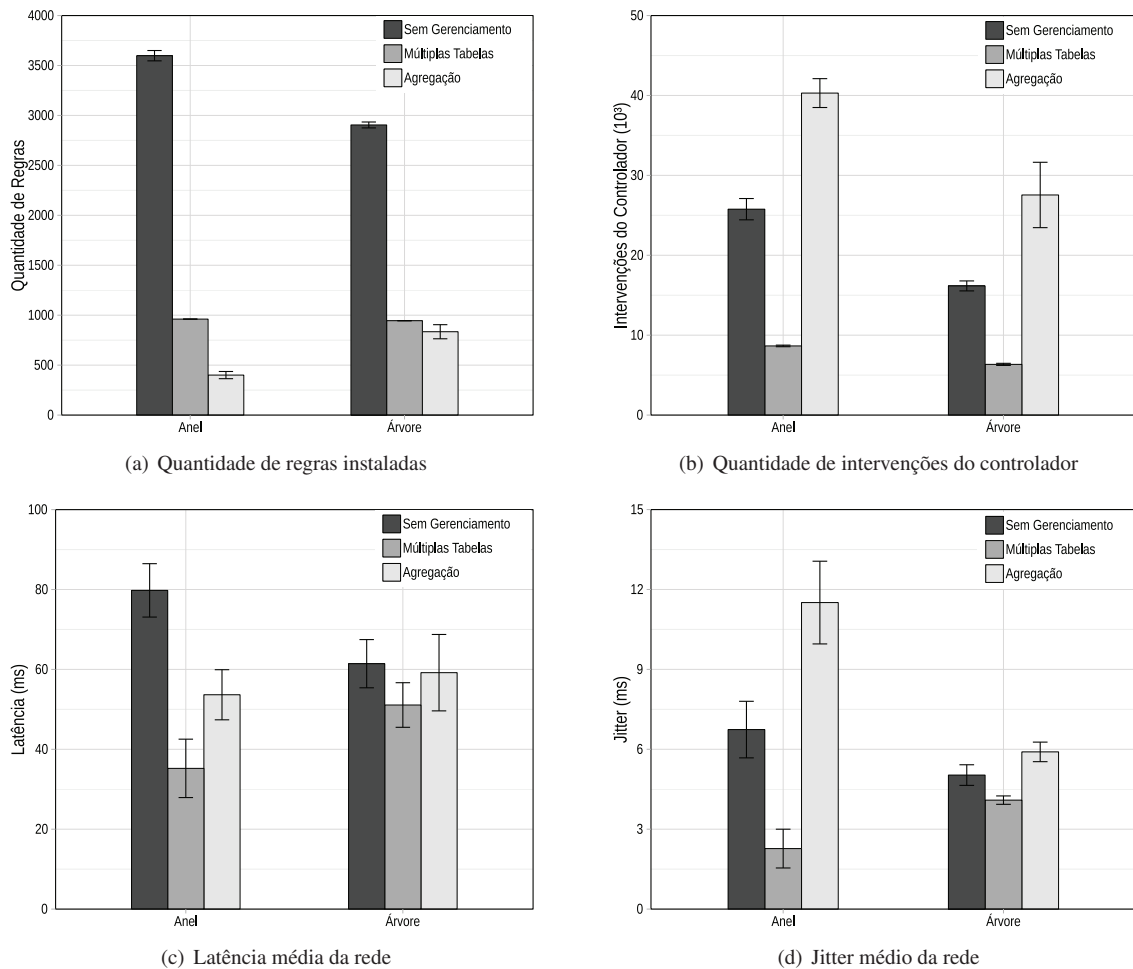 4000
3500
3000
2500
2000
1500
1000
500
0
Quantidade de Regras
Sem Gerenciamento
Múltiplas Tabelas
Agregação
Anel
Árvore
(a) Quantidade de regras instaladas
50
40
30
20
10
0
Intervenções do Controlador (10³)
Sem Gerenciamento
Múltiplas Tabelas
Agregação
Anel
Árvore
(b) Quantidade de intervenções do controlador
100
80
60
40
20
0
Latência (ms)
Sem Gerenciamento
Múltiplas Tabelas
Agregação
Anel
Árvore
(c) Latência média da rede
15
12
9
6
3
0
Jitter (ms)
Sem Gerenciamento
Múltiplas Tabelas
Agregação
Anel
Árvore
(d) Jitter médio da rede